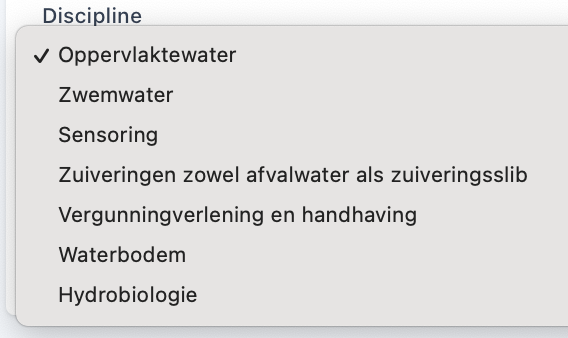 Discipline
✓ Oppervlaktewater
Zwemwater
Sensoring
Zuiveringen zowel afvalwater als zuiveringsslib
Vergunningverlening en handhaving
Waterbodem
Hydrobiologie